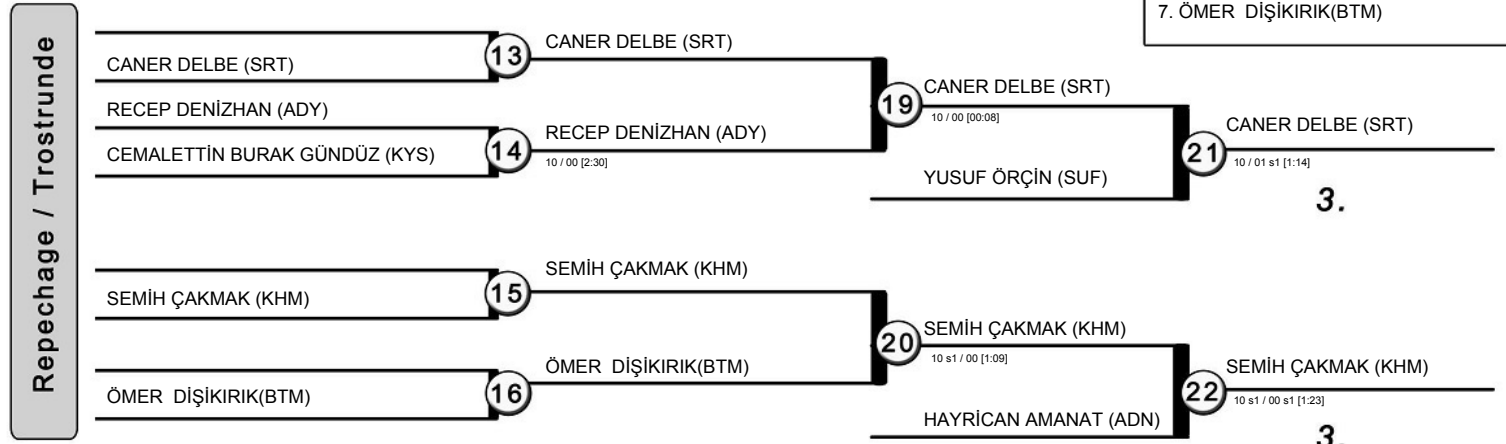 7. ÖMER DİŞİKIRIK(BTM)
Repechage / Trostrunde
CANER DELBE (SRT)
RECEP DENİZHAN (ADY)
CEMALETTİN BURAK GÜNDÜZ (KYS)
13
CANER DELBE (SRT)
14
RECEP DENİZHAN (ADY)
10 / 00 [2:30]
19
CANER DELBE (SRT)
10 / 00 [00:08]
YUSUF ÖRÇİN (SUF)
21
CANER DELBE (SRT)
10 / 01 s1 [1:14]
3.
SEMİH ÇAKMAK (KHM)
ÖMER DİŞİKIRIK(BTM)
15
SEMİH ÇAKMAK (KHM)
16
ÖMER DİŞİKIRIK(BTM)
20
SEMİH ÇAKMAK (KHM)
10 s1 / 00 [1:09]
HAYRİCAN AMANAT (ADN)
22
SEMİH ÇAKMAK (KHM)
10 s1 / 00 s1 [1:23]
3.